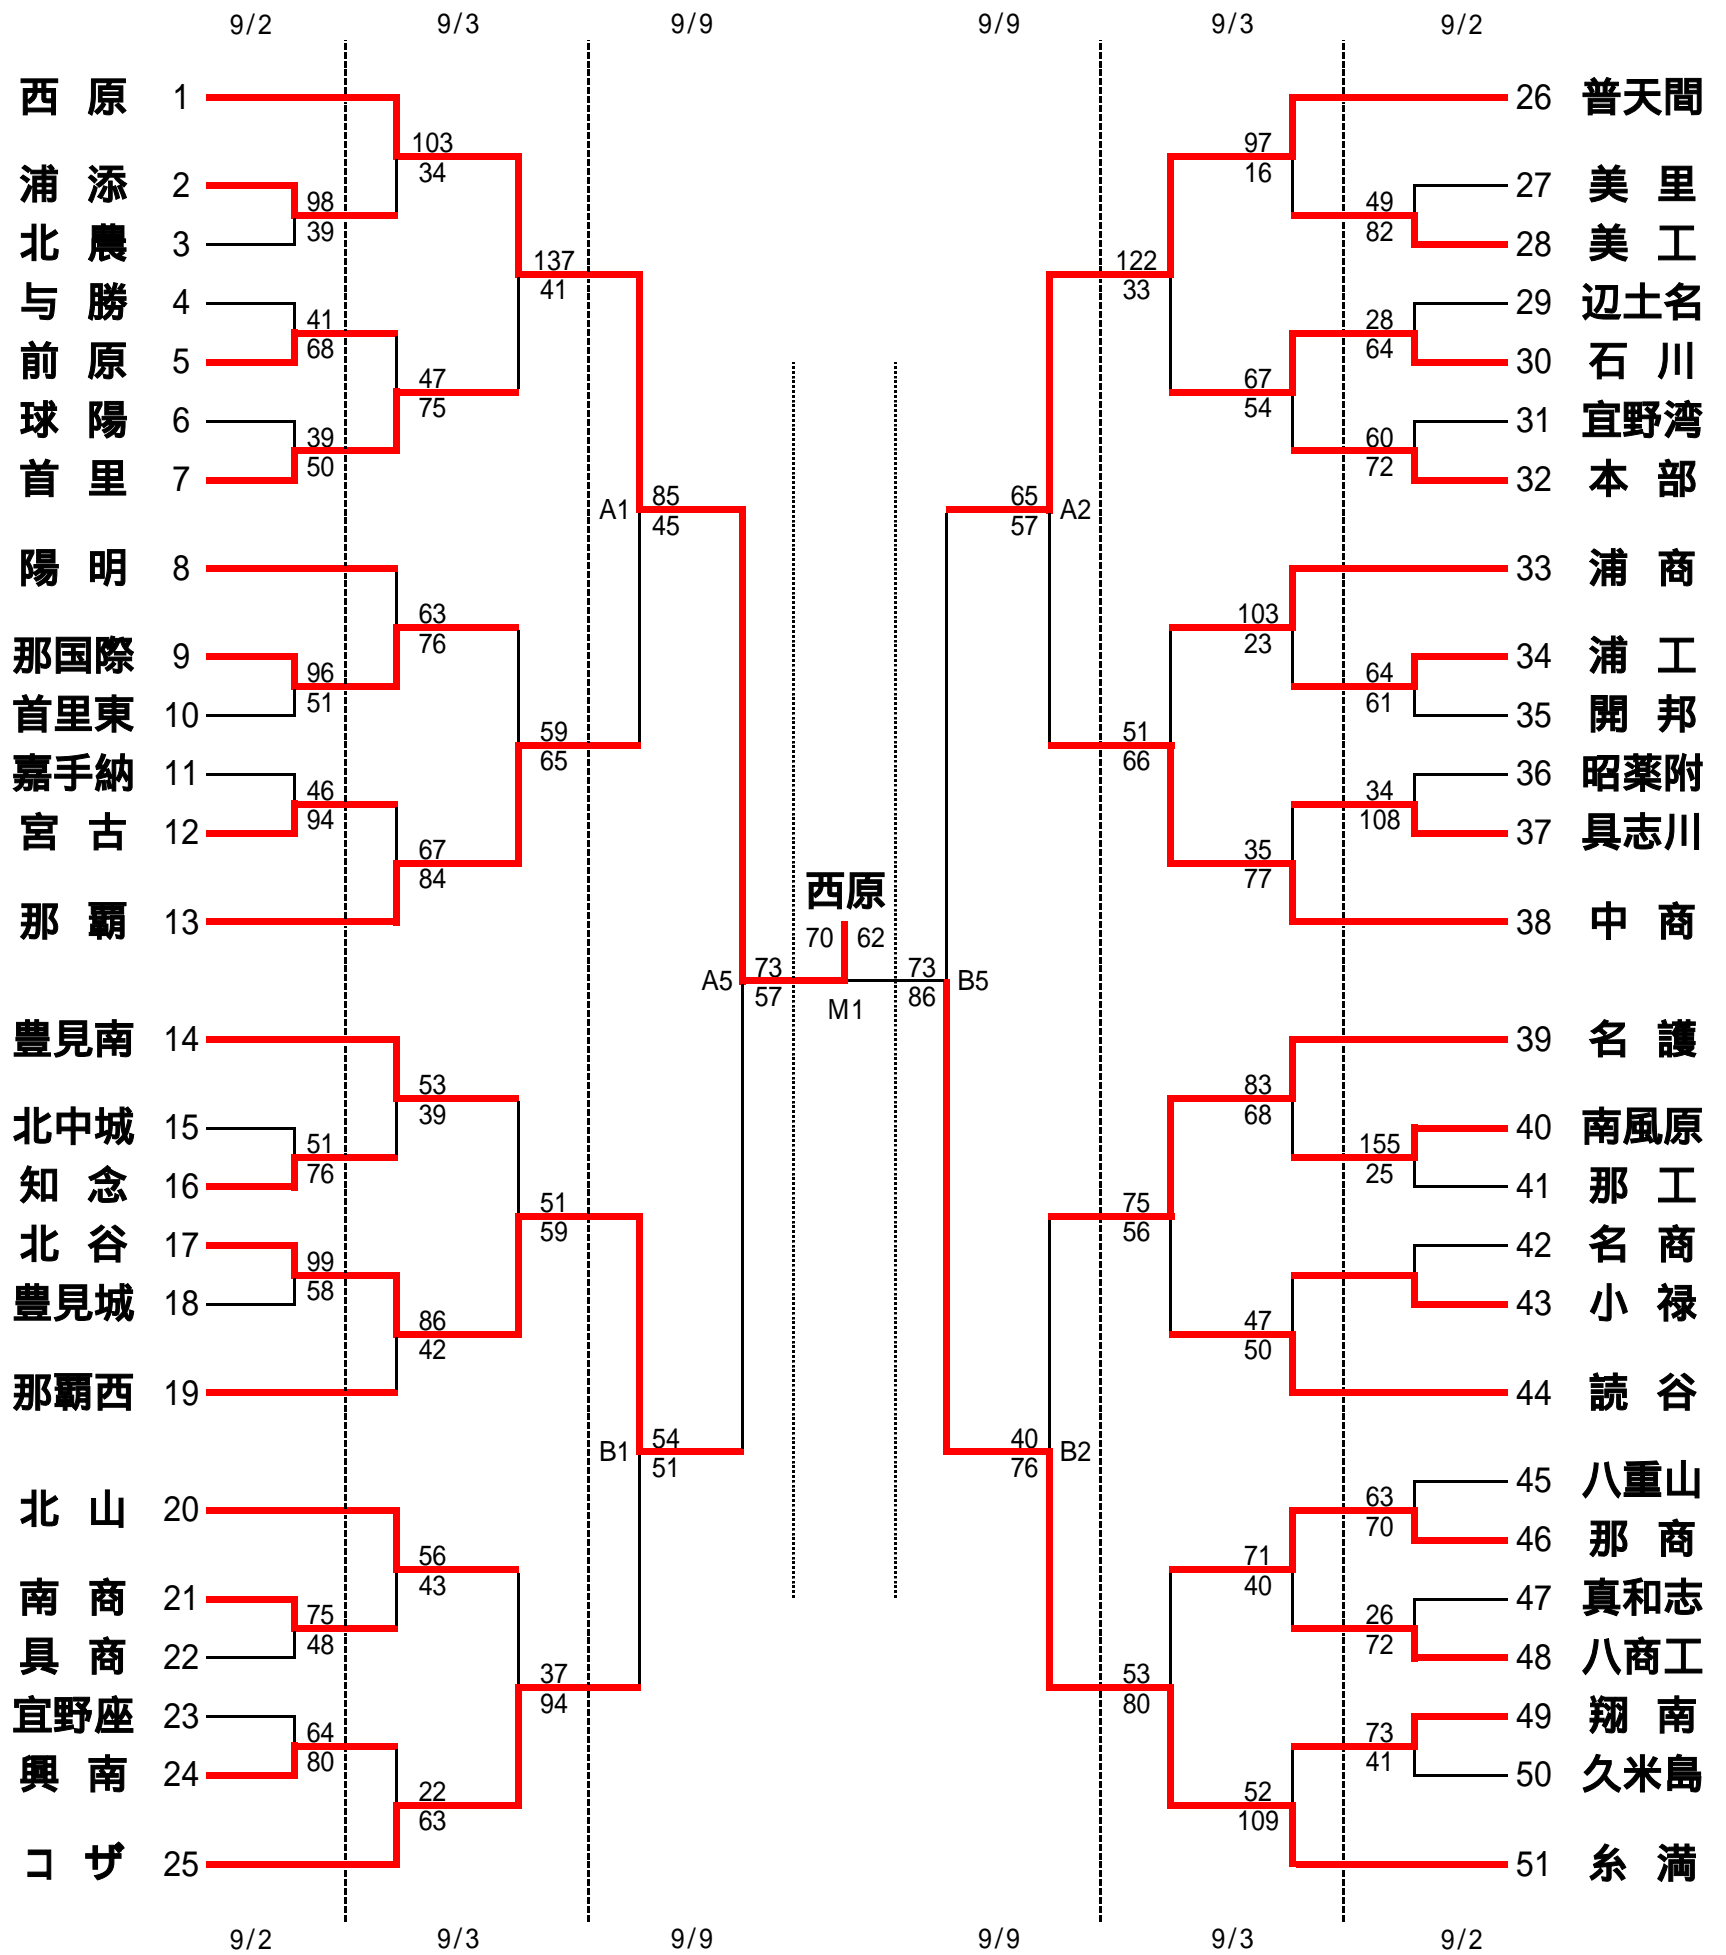 9/2 9/3 9/9 9/9 9/3 9/2
西 原 1 26 普天間
103 97
34 16
浦 添 2 27 美 里
98 49
39 82
北 農 3 28 美 工
137 122
41 33
与 勝 4 29 辺土名
41 28
68 64
前 原 5 30 石 川
47 67
75 54
球 陽 6 31 宜野湾
39 60
50 72
首 里 7 32 本 部
A1 85 65 A2
45 57
陽 明 8 33 浦 商
63 103
76 23
那国際 9 34 浦 工
96 64
51 61
首里東 10 35 開 邦
59 51
65 66
嘉手納 11 36 昭薬附
46 34
94 108
宮 古 12 37 具志川
67 35
84 77
西原
那 覇 13 38 中 商
70 62
A5 73 73 B5
57 86
M1
豊見南 14 39 名 護
53 83
39 68
北中城 15 40 南風原
51 155
76 25
知 念 16 41 那 工
51 75
59 56
北 谷 17 42 名 商
99
58
豊見城 18 43 小 禄
86 47
42 50
那覇西 19 44 読 谷
B1 54 40 B2
51 76
45 八重山
63
70
北 山 20 46 那 商
56 71
43 40
南 商 21 47 真和志
75 26
48 72
具 商 22 48 八商工
37 53
94 80
宜野座 23 49 翔 南
64 73
80 41
興 南 24 50 久米島
22 52
63 109
コ ザ 25 51 糸 満
9/2 9/3 9/9 9/9 9/3 9/2